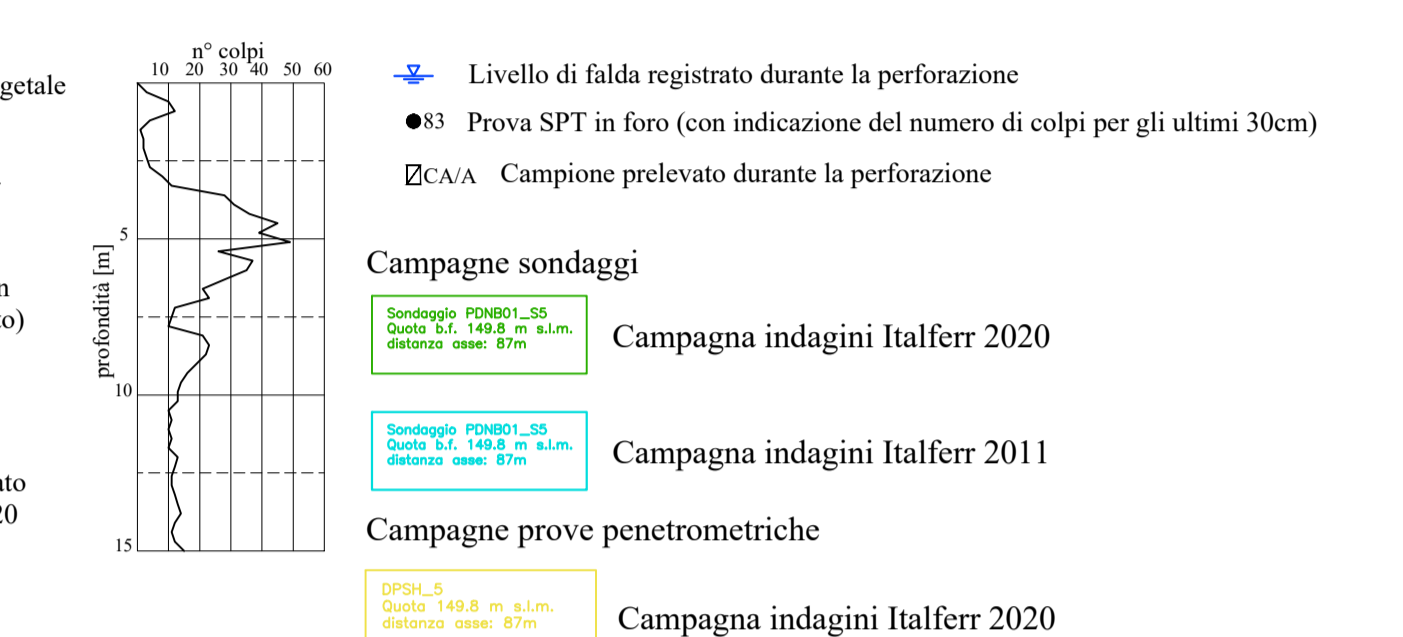 getale
n° colpi
10 20 30 40 50 60
profondità [m]
5
10
15
Livello di falda registrato durante la perforazione
83 Prova SPT in foro (con indicazione del numero di colpi per gli ultimi 30cm)
CA/A Campione prelevato durante la perforazione
n
to)
Campagne sondaggi
Sondaggio PDNB01_S5
Quota b.f. 149.8 m s.l.m.
distanza asse: 87m
Campagna indagini Italferr 2020
Sondaggio PDNB01_S5
Quota b.f. 149.8 m s.l.m.
distanza asse: 87m
Campagna indagini Italferr 2011
ato
20
Campagne prove penetrometriche
DPSH_5
Quota 149.8 m s.l.m.
distanza asse: 87m
Campagna indagini Italferr 2020